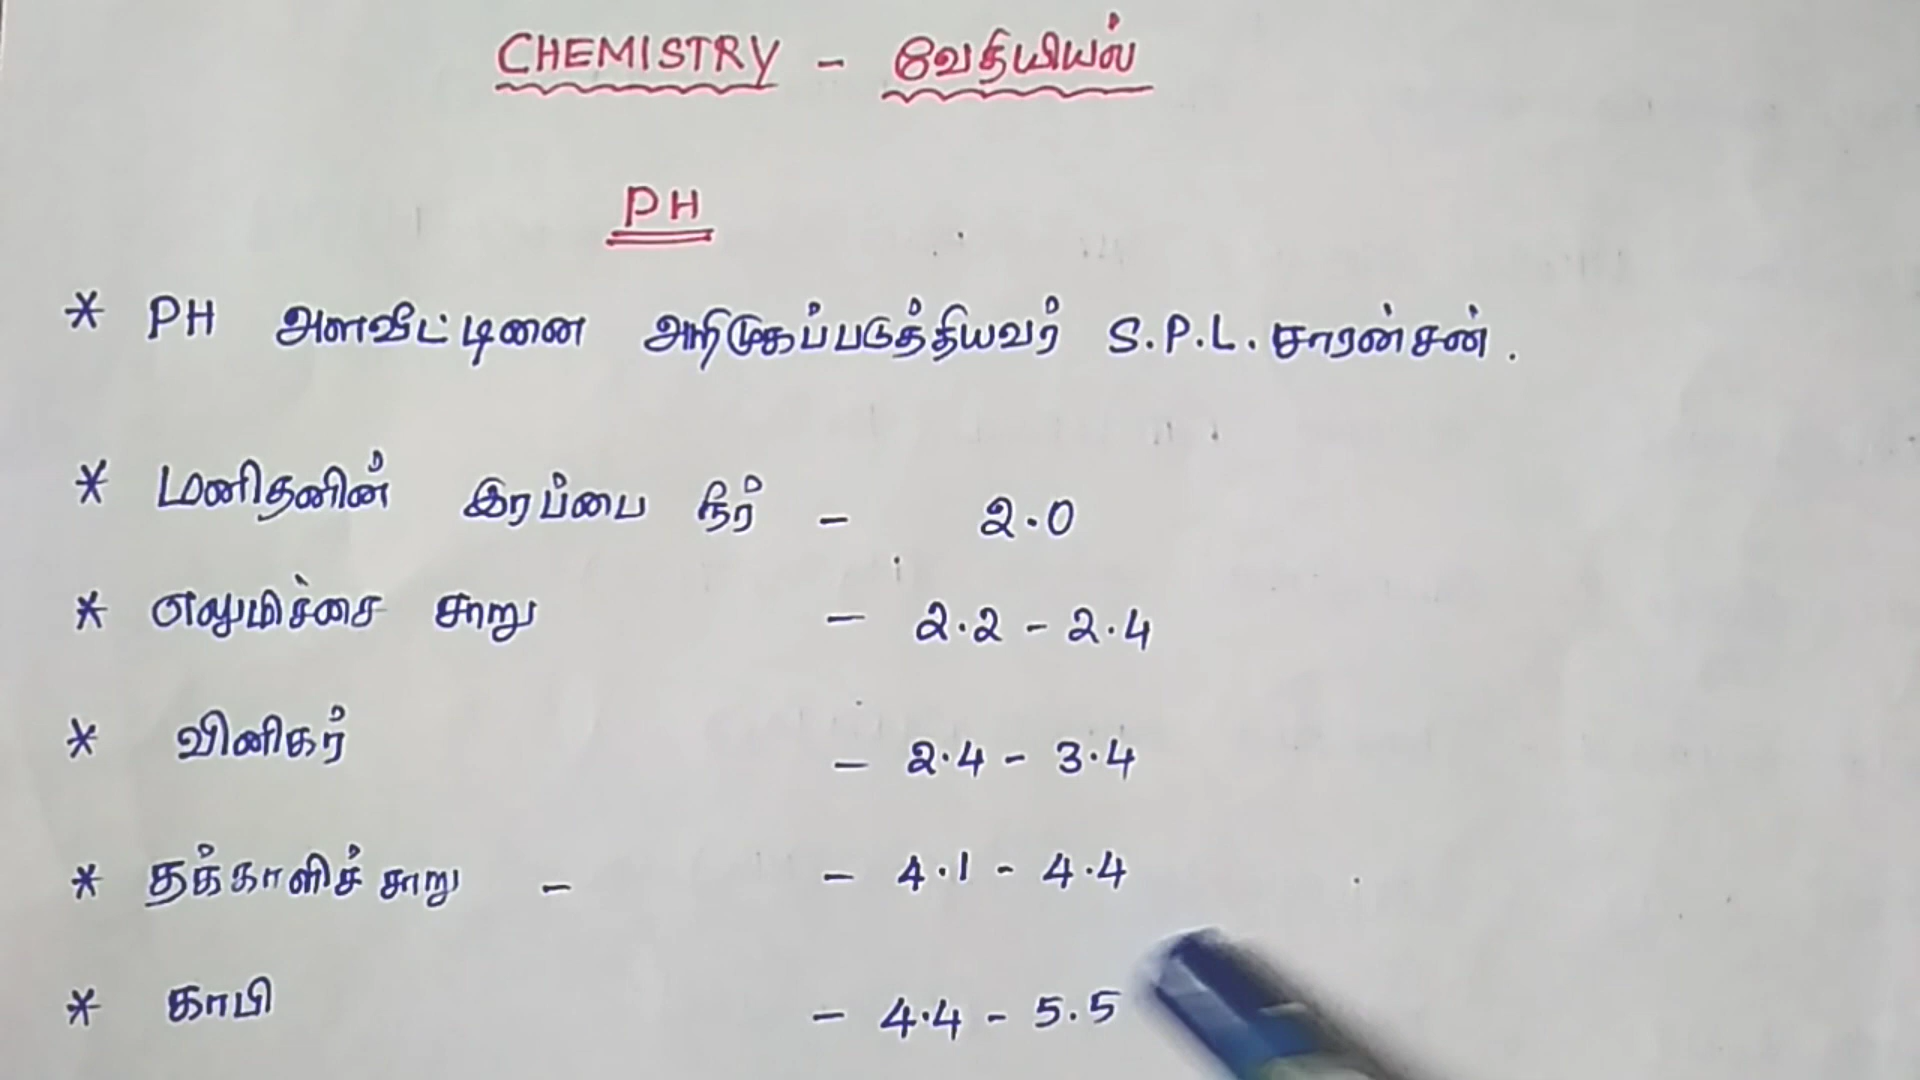 CHEMISTRY - வேதியியல்
PH
* PH அளவீட்டினை அறிமுகப்படுத்தியவர் S.P.L. சாரன்சன்.
* மனிதனின் இரப்பை நீர் - 2.0
* எலுமிச்சை சாறு - 2.2 - 2.4
* வினிகர் - 2.4 - 3.4
* தக்காளிச் சாறு - - 4.1 - 4.4
* காபி - 4.4 - 5.5